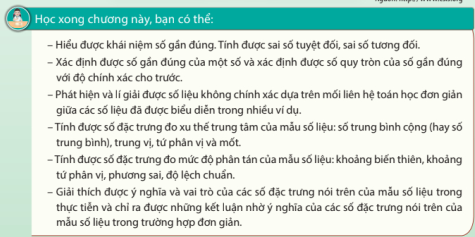 Học xong chương này, bạn có thể:
– Hiểu được khái niệm số gần đúng. Tính được sai số tuyệt đối, sai số tương đối.
– Xác định được số gần đúng của một số và xác định được số quy tròn của số gần đúng
với độ chính xác cho trước.
– Phát hiện và lí giải được số liệu không chính xác dựa trên mối liên hệ toán học đơn giản
giữa các số liệu đã được biểu diễn trong nhiều ví dụ.
– Tính được số đặc trưng đo xu thế trung tâm của mẫu số liệu: số trung bình cộng (hay số
trung bình), trung vị, tứ phân vị và mốt.
– Tính được số đặc trưng đo mức độ phân tán của mẫu số liệu: khoảng biến thiên, khoảng
tứ phân vị, phương sai, độ lệch chuẩn.
– Giải thích được ý nghĩa và vai trò của các số đặc trưng nói trên của mẫu số liệu trong
thực tiễn và chỉ ra được những kết luận nhờ ý nghĩa của các số đặc trưng nói trên của
mẫu số liệu trong trường hợp đơn giản.